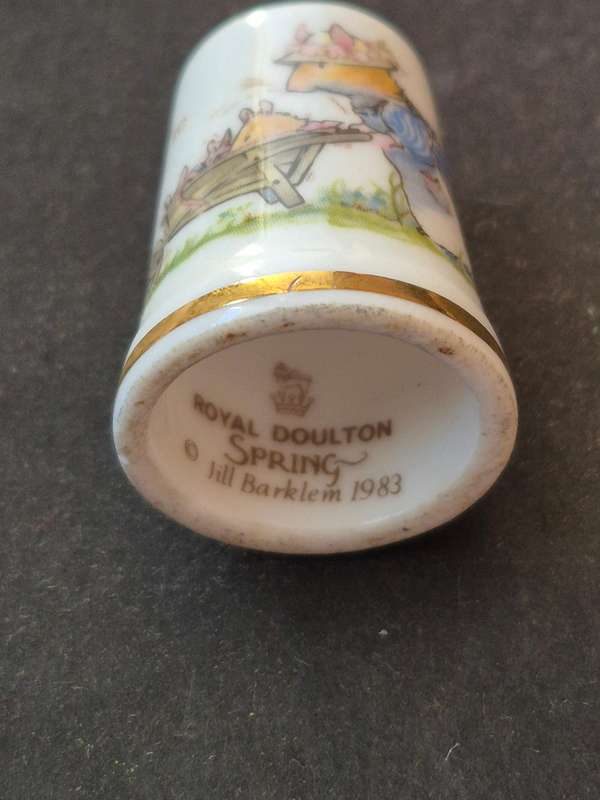 ROYAL DOULTON
SPRING
© Jill Barklem 1983